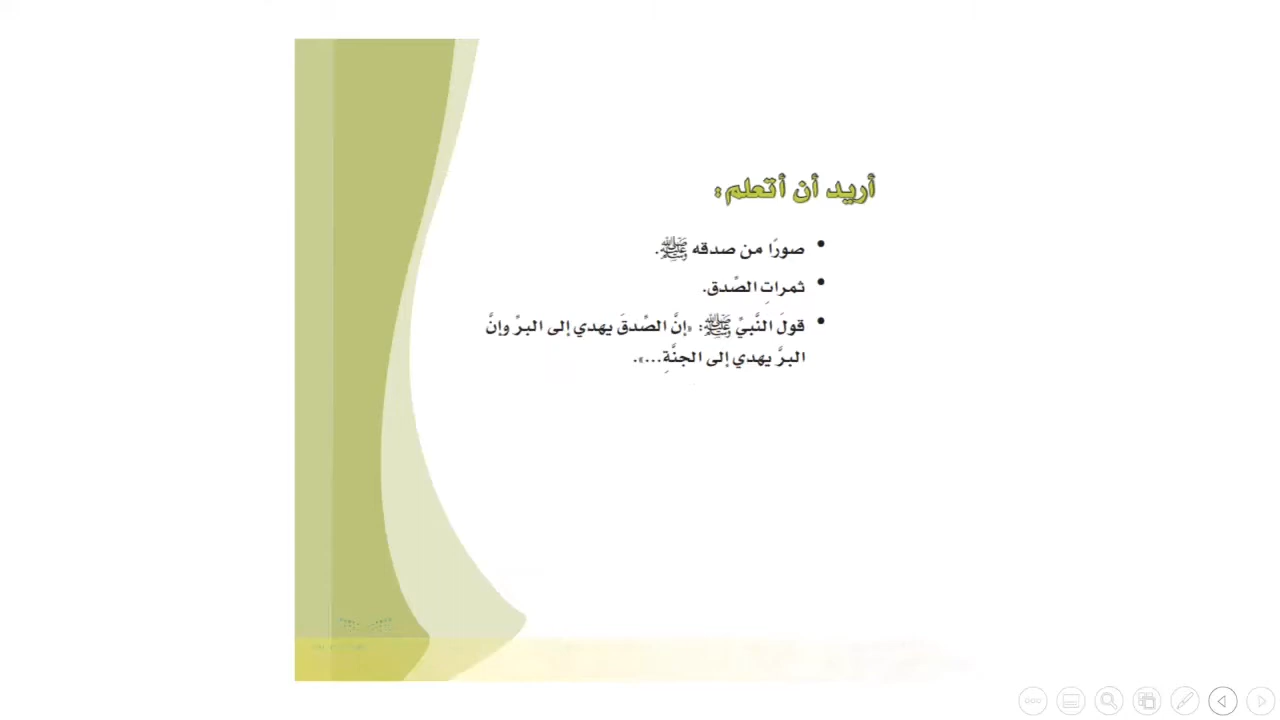 أريد أن أتعلم:
• صورًا من صدقه ﷺ.
• ثمراتِ الصِّدق.
• قولَ النَّبيِّ ﷺ: «إنَّ الصِّدقَ يهدي إلى البرِّ وإنَّ
البرَّ يهدي إلى الجنَّةِ...».